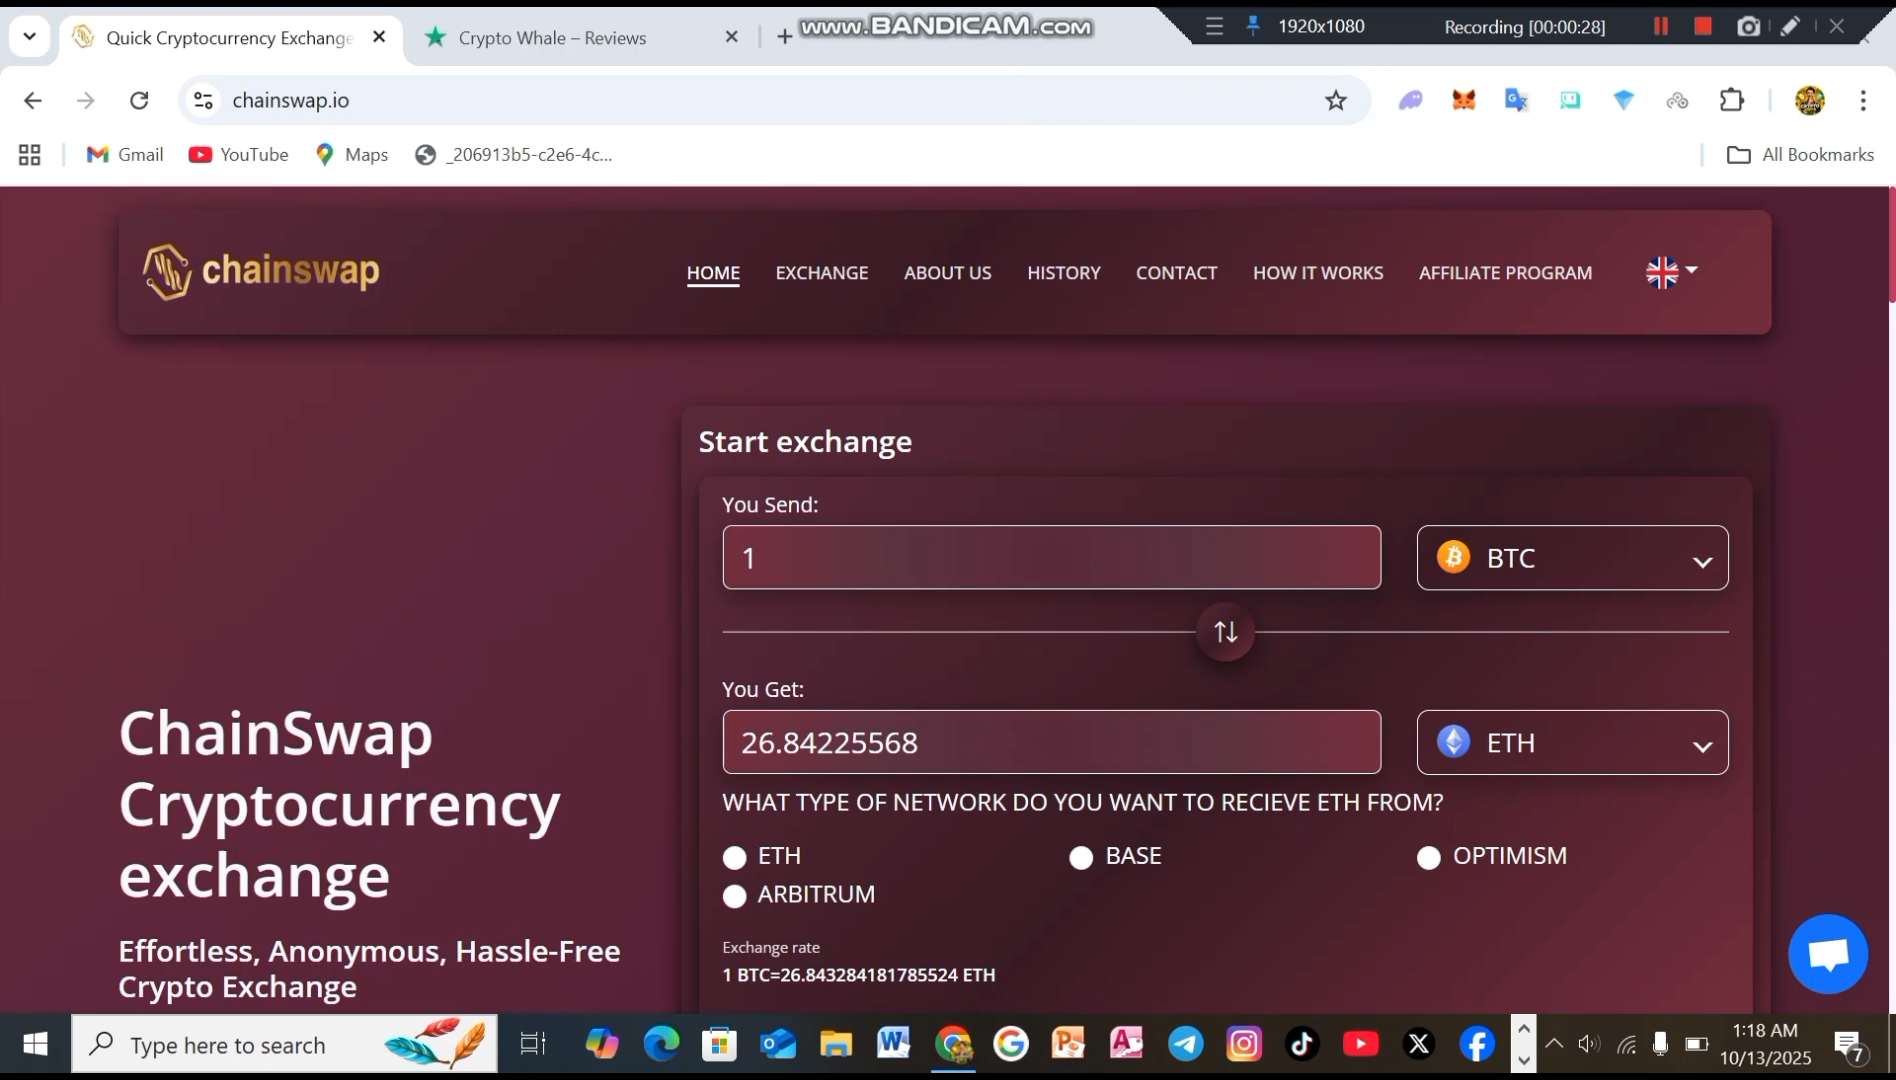 Quick Cryptocurrency Exchange
Crypto Whale – Reviews
www.BANDICAM.com
1920x1080
Recording [00:00:28]
chainswap.io
Gmail
YouTube
Maps
_206913b5-c2e6-4c...
All Bookmarks
chainswap
HOME
EXCHANGE
ABOUT US
HISTORY
CONTACT
HOW IT WORKS
AFFILIATE PROGRAM
Start exchange
You Send:
1
BTC
You Get:
26.84225568
ETH
WHAT TYPE OF NETWORK DO YOU WANT TO RECIEVE ETH FROM?
ETH
BASE
OPTIMISM
ARBITRUM
Exchange rate
1 BTC=26.843284181785524 ETH
ChainSwap
Cryptocurrency
exchange
Effortless, Anonymous, Hassle-Free
Crypto Exchange
Type here to search
1:18 AM
10/13/2025
7